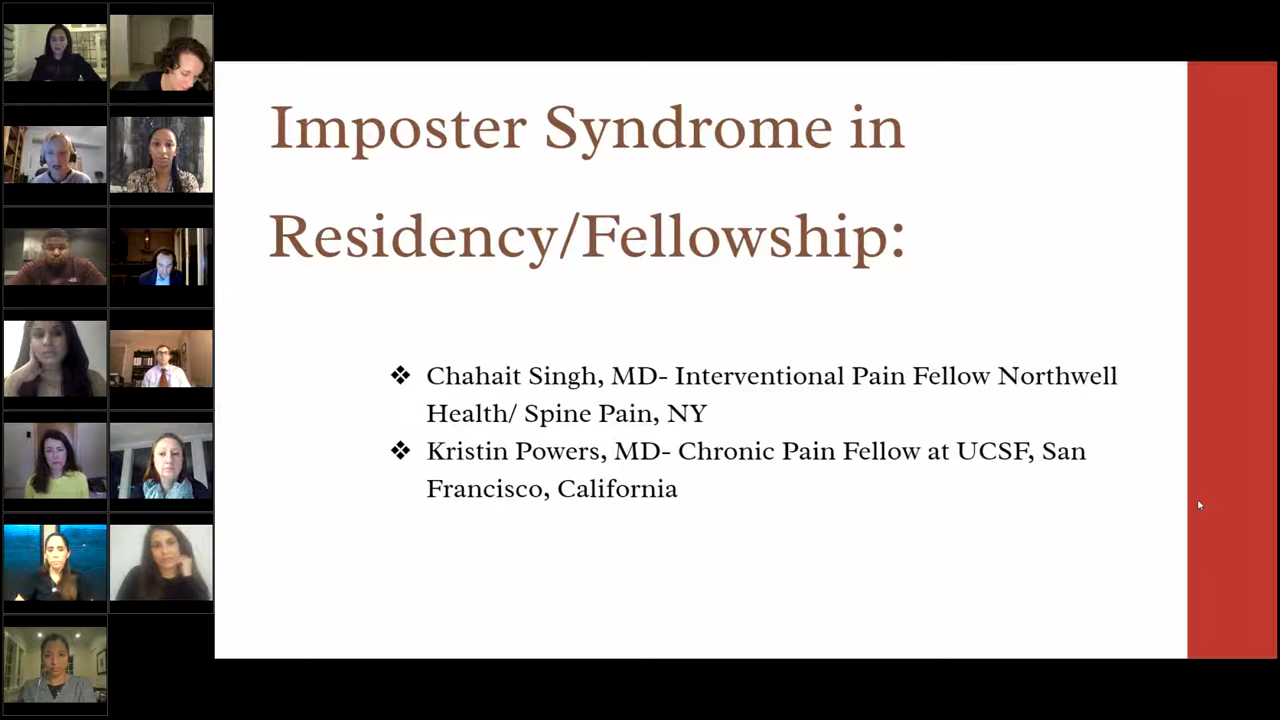 Imposter Syndrome in
Residency/Fellowship:
❖ Chahait Singh, MD- Interventional Pain Fellow Northwell
Health/ Spine Pain, NY
❖ Kristin Powers, MD- Chronic Pain Fellow at UCSF, San
Francisco, California